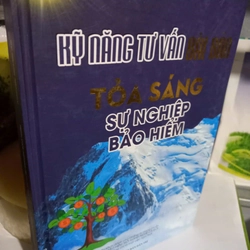 KỸ NĂNG TƯ VẤN
TỎA SÁNG
SỰ NGHIỆP
BẢO HIỂM